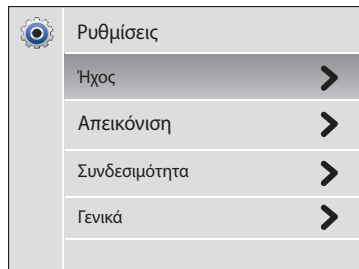 Ρυθμίσεις
Ήχος
Απεικόνιση
Συνδεσιμότητα
Γενικά